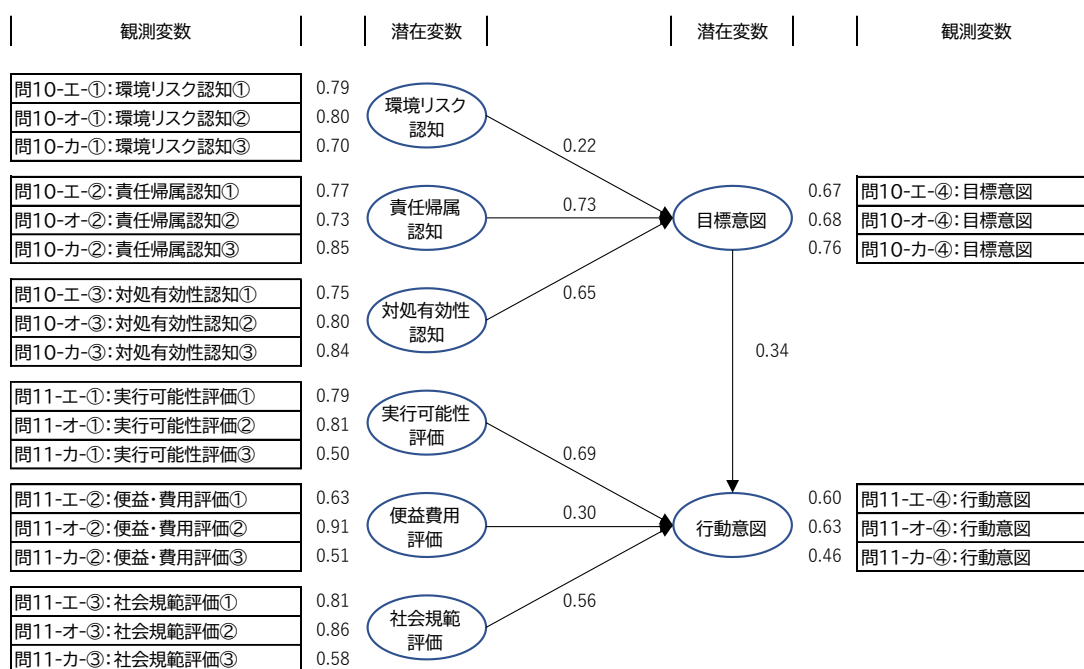 観測変数
潜在変数
潜在変数
観測変数
問10-エ-①：環境リスク認知①
0.79
問10-オ-①：環境リスク認知②
0.80
問10-カ-①：環境リスク認知③
0.70
環境リスク
認知
0.22
問10-エ-②：責任帰属認知①
0.77
問10-オ-②：責任帰属認知②
0.73
問10-カ-②：責任帰属認知③
0.85
責任帰属
認知
0.73
目標意図
0.67
問10-エ-④：目標意図
0.68
問10-オ-④：目標意図
0.76
問10-カ-④：目標意図
問10-エ-③：対処有効性認知①
0.75
問10-オ-③：対処有効性認知②
0.80
問10-カ-③：対処有効性認知③
0.84
対処有効性
認知
0.65
0.34
問11-エ-①：実行可能性評価①
0.79
問11-オ-①：実行可能性評価②
0.81
問11-カ-①：実行可能性評価③
0.50
実行可能性
評価
0.69
問11-エ-②：便益・費用評価①
0.63
問11-オ-②：便益・費用評価②
0.91
問11-カ-②：便益・費用評価③
0.51
便益費用
評価
0.30
行動意図
0.60
問11-エ-④：行動意図
0.63
問11-オ-④：行動意図
0.46
問11-カ-④：行動意図
問11-エ-③：社会規範評価①
0.81
問11-オ-③：社会規範評価②
0.86
問11-カ-③：社会規範評価③
0.58
社会規範
評価
0.56